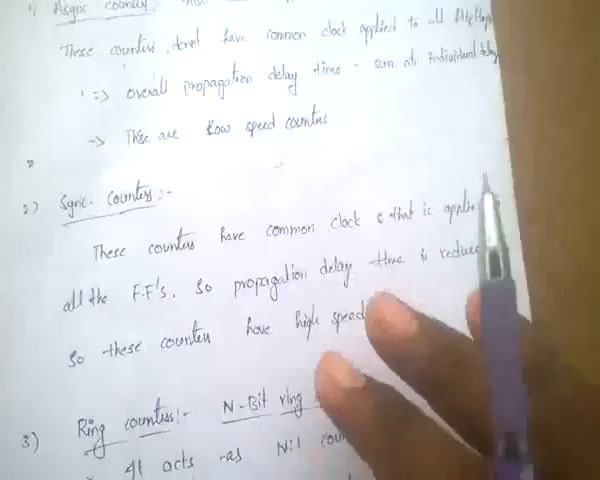 1) Async counters:
These counters, donot have common clock applied to all flipflops
=> overall propagation delay time = sum of individual delay
-> These are low speed counters
2) Sync. Counters :-
These counters have common clock & that is applied
all the F.F's. So propagation delay time is reduced
So these counters have high speed
3) Ring counters:- N-Bit ring
It acts as